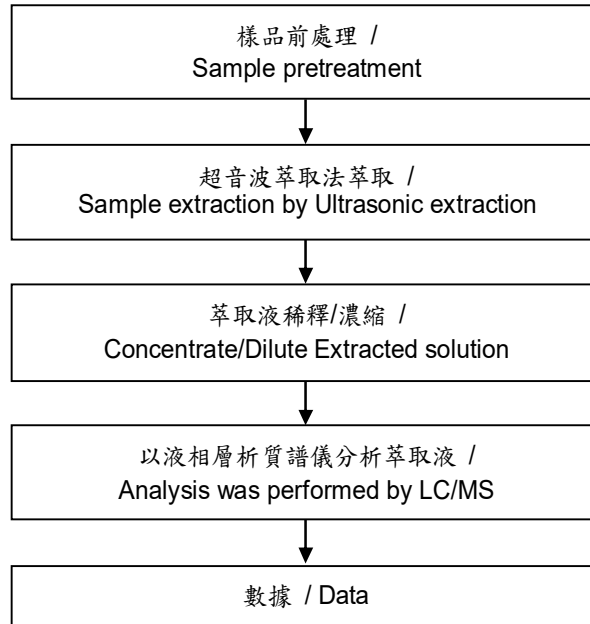 樣品前處理 /
Sample pretreatment
超音波萃取法萃取 /
Sample extraction by Ultrasonic extraction
萃取液稀釋/濃縮 /
Concentrate/Dilute Extracted solution
以液相層析質譜儀分析萃取液 /
Analysis was performed by LC/MS
數據 / Data